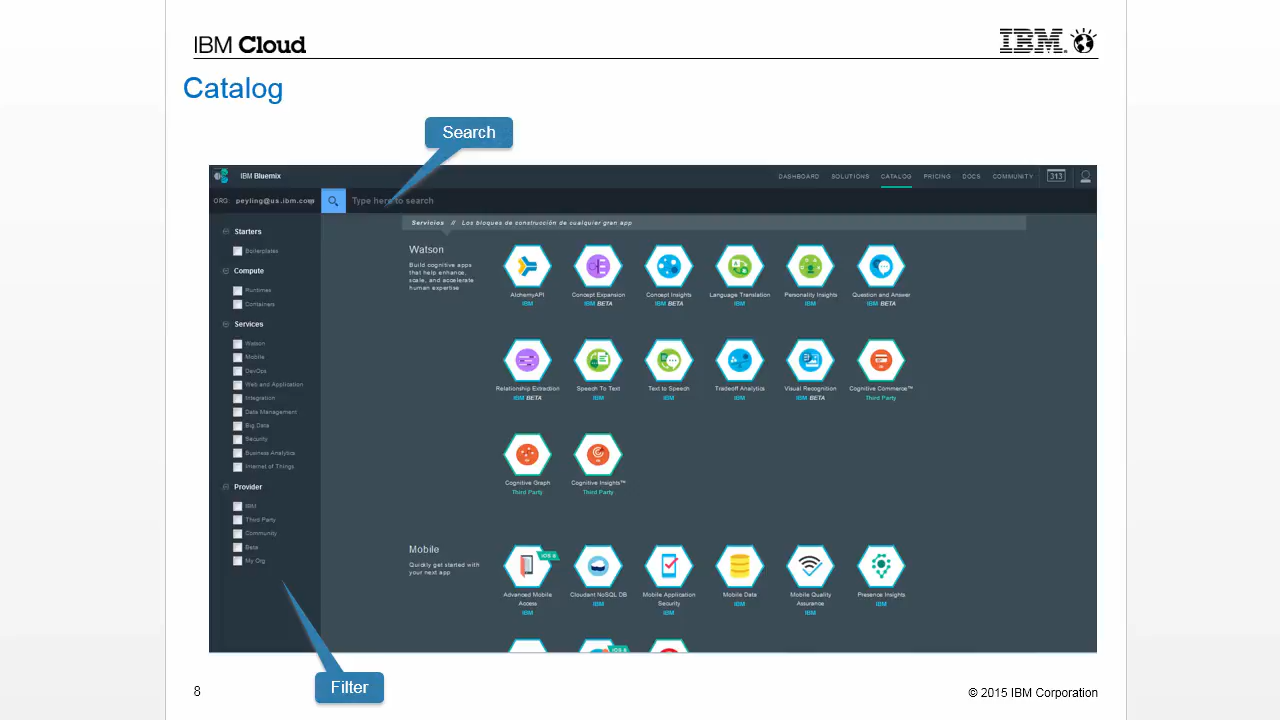 IBM Cloud
IBM.
Catalog
Search
IBM Bluemix
DASHBOARD SOLUTIONS CATALOG PRICING DOCS COMMUNITY 313
ORG: peyling@us.ibm.com
Type here to search
Servicios // Los bloques de construcción de cualquier gran app
Starters
Boilerplates
Compute
Runtimes
Containers
Services
Watson
Mobile
DevOps
Web and Application
Integration
Data Management
Big Data
Security
Business Analytics
Internet of Things
Provider
IBM
Third Party
Community
Beta
My Org
Watson
Build cognitive apps
that help enhance,
scale, and accelerate
human expertise
AlchemyAPI Concept Expansion Concept Insights Language Translation Personality Insights Question and Answer
IBM IBM BETA IBM BETA IBM IBM IBM BETA
Relationship Extraction Speech To Text Text to Speech Tradeoff Analytics Visual Recognition Cognitive Commerce™
IBM BETA IBM IBM IBM IBM BETA Third Party
Cognitive Graph Cognitive Insights™
Third Party Third Party
Mobile
Quickly get started with
your next app
iOS 8
Advanced Mobile Cloudant NoSQL DB Mobile Application Mobile Data Mobile Quality Presence Insights
Access IBM Security IBM Assurance IBM
IBM IBM IBM
iOS 8
Filter
8
© 2015 IBM Corporation